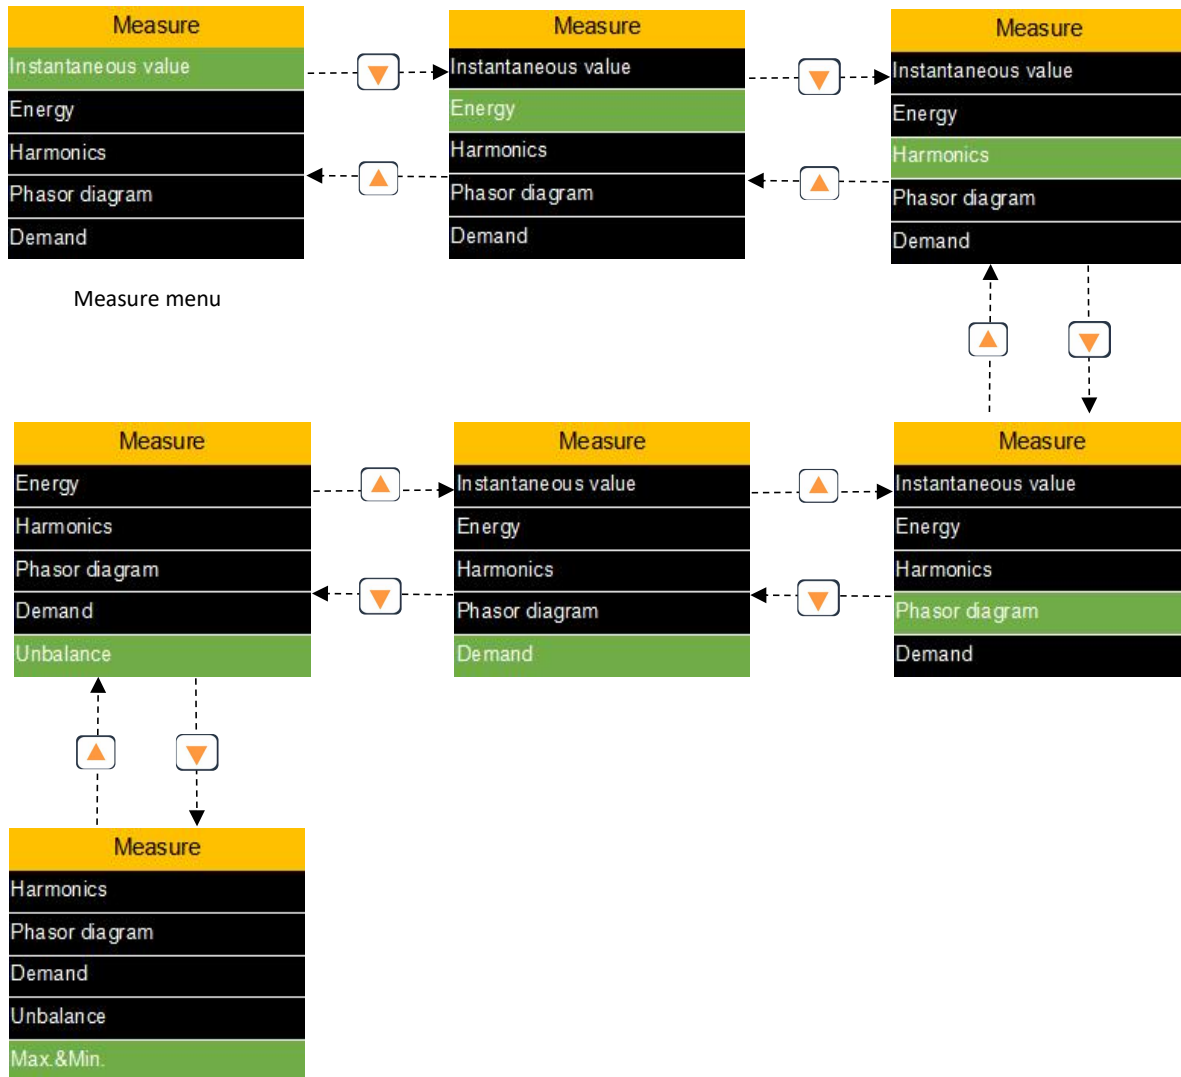 Measure
Instantaneous value
Energy
Harmonics
Phasor diagram
Demand
Measure
Instantaneous value
Energy
Harmonics
Phasor diagram
Demand
Measure
Instantaneous value
Energy
Harmonics
Phasor diagram
Demand
Measure menu
Measure
Energy
Harmonics
Phasor diagram
Demand
Unbalance
Measure
Instantaneous value
Energy
Harmonics
Phasor diagram
Demand
Measure
Instantaneous value
Energy
Harmonics
Phasor diagram
Demand
Measure
Harmonics
Phasor diagram
Demand
Unbalance
Max.&Min.